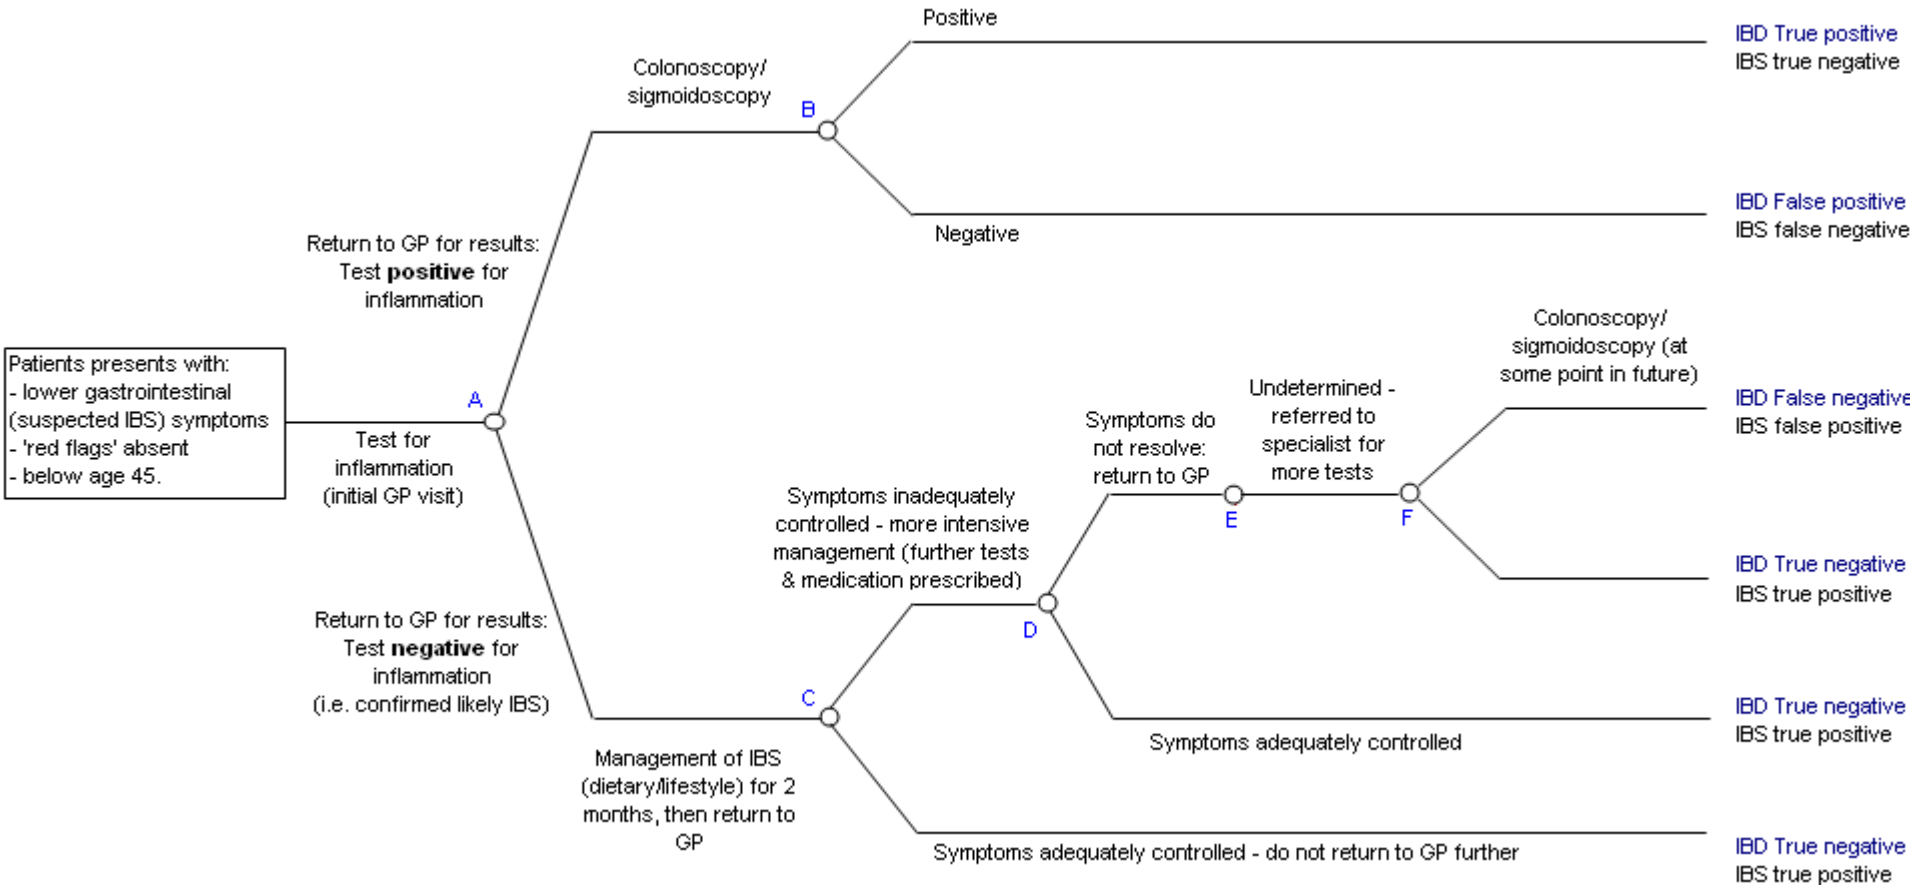 Positive
IBD True positive
IBS true negative
Colonoscopy/
sigmoidoscopy
B
IBD False positive
IBS false negative
Negative
Return to GP for results:
Test positive for
inflammation
Patients presents with:
- lower gastrointestinal
(suspected IBS) symptoms
- 'red flags' absent
- below age 45.
A
Test for
inflammation
(initial GP visit)
Colonoscopy/
sigmoidoscopy (at
some point in future)
Undetermined -
referred to
specialist for
more tests
IBD False negative
IBS false positive
Symptoms do
not resolve:
return to GP
E
F
Symptoms inadequately
controlled - more intensive
management (further tests
& medication prescribed)
IBD True negative
IBS true positive
D
Return to GP for results:
Test negative for
inflammation
(i.e. confirmed likely IBS)
C
IBD True negative
IBS true positive
Symptoms adequately controlled
Management of IBS
(dietary/lifestyle) for 2
months, then return to
GP
Symptoms adequately controlled - do not return to GP further
IBD True negative
IBS true positive